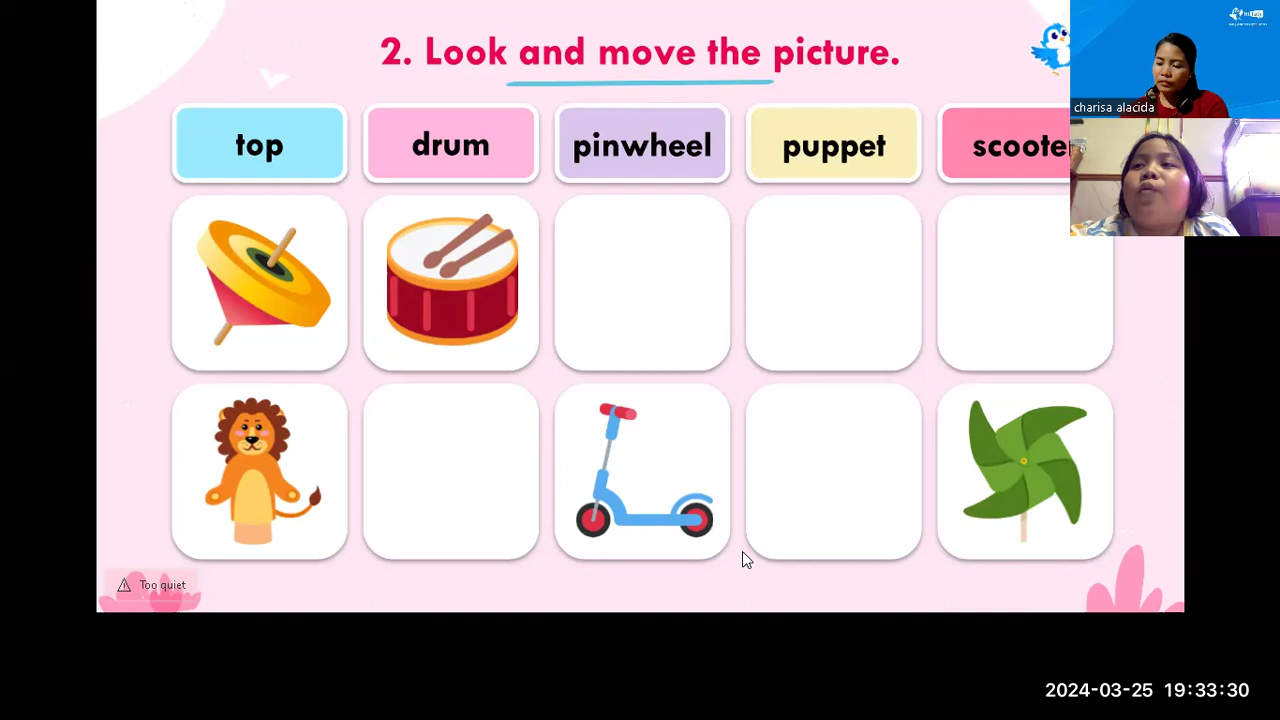 2. Look and move the picture.
top drum pinwheel puppet scoote
charisa alacida
Too quiet
2024-03-25 19:33:30